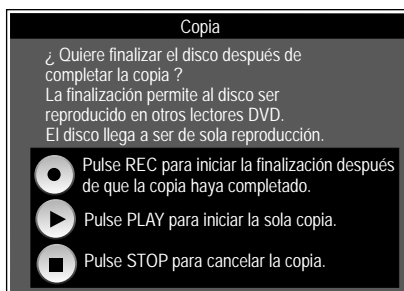 Copia
¿ Quiere finalizar el disco después de
completar la copia ?
La finalización permite al disco ser
reproducido en otros lectores DVD.
El disco llega a ser de sola reproducción.
Pulse REC para iniciar la finalización después
de que la copia haya completado.
Pulse PLAY para iniciar la sola copia.
Pulse STOP para cancelar la copia.